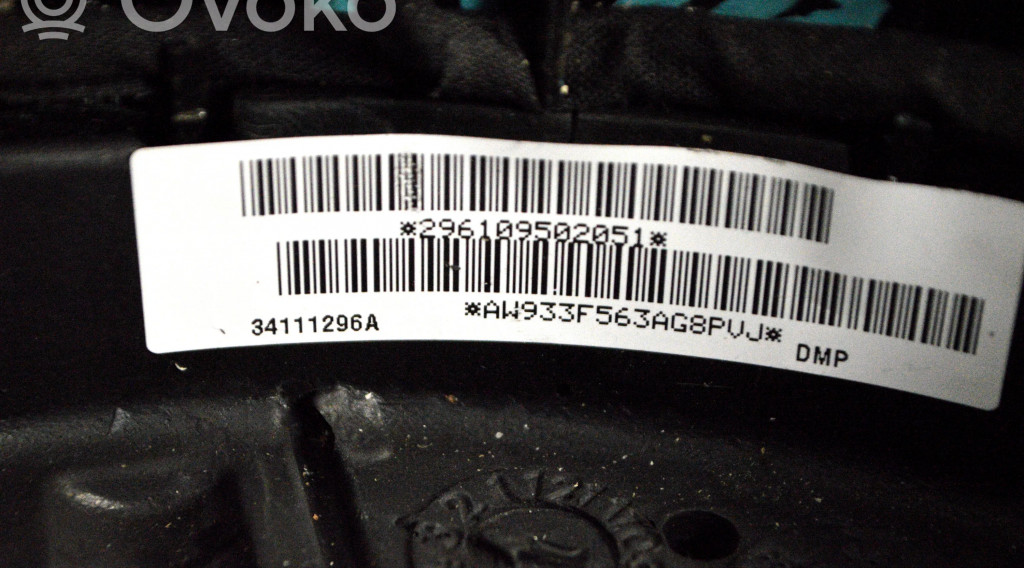 Ovoko
*296109502051*
*AW933F563AG8PVJ*
34111296A
DMP